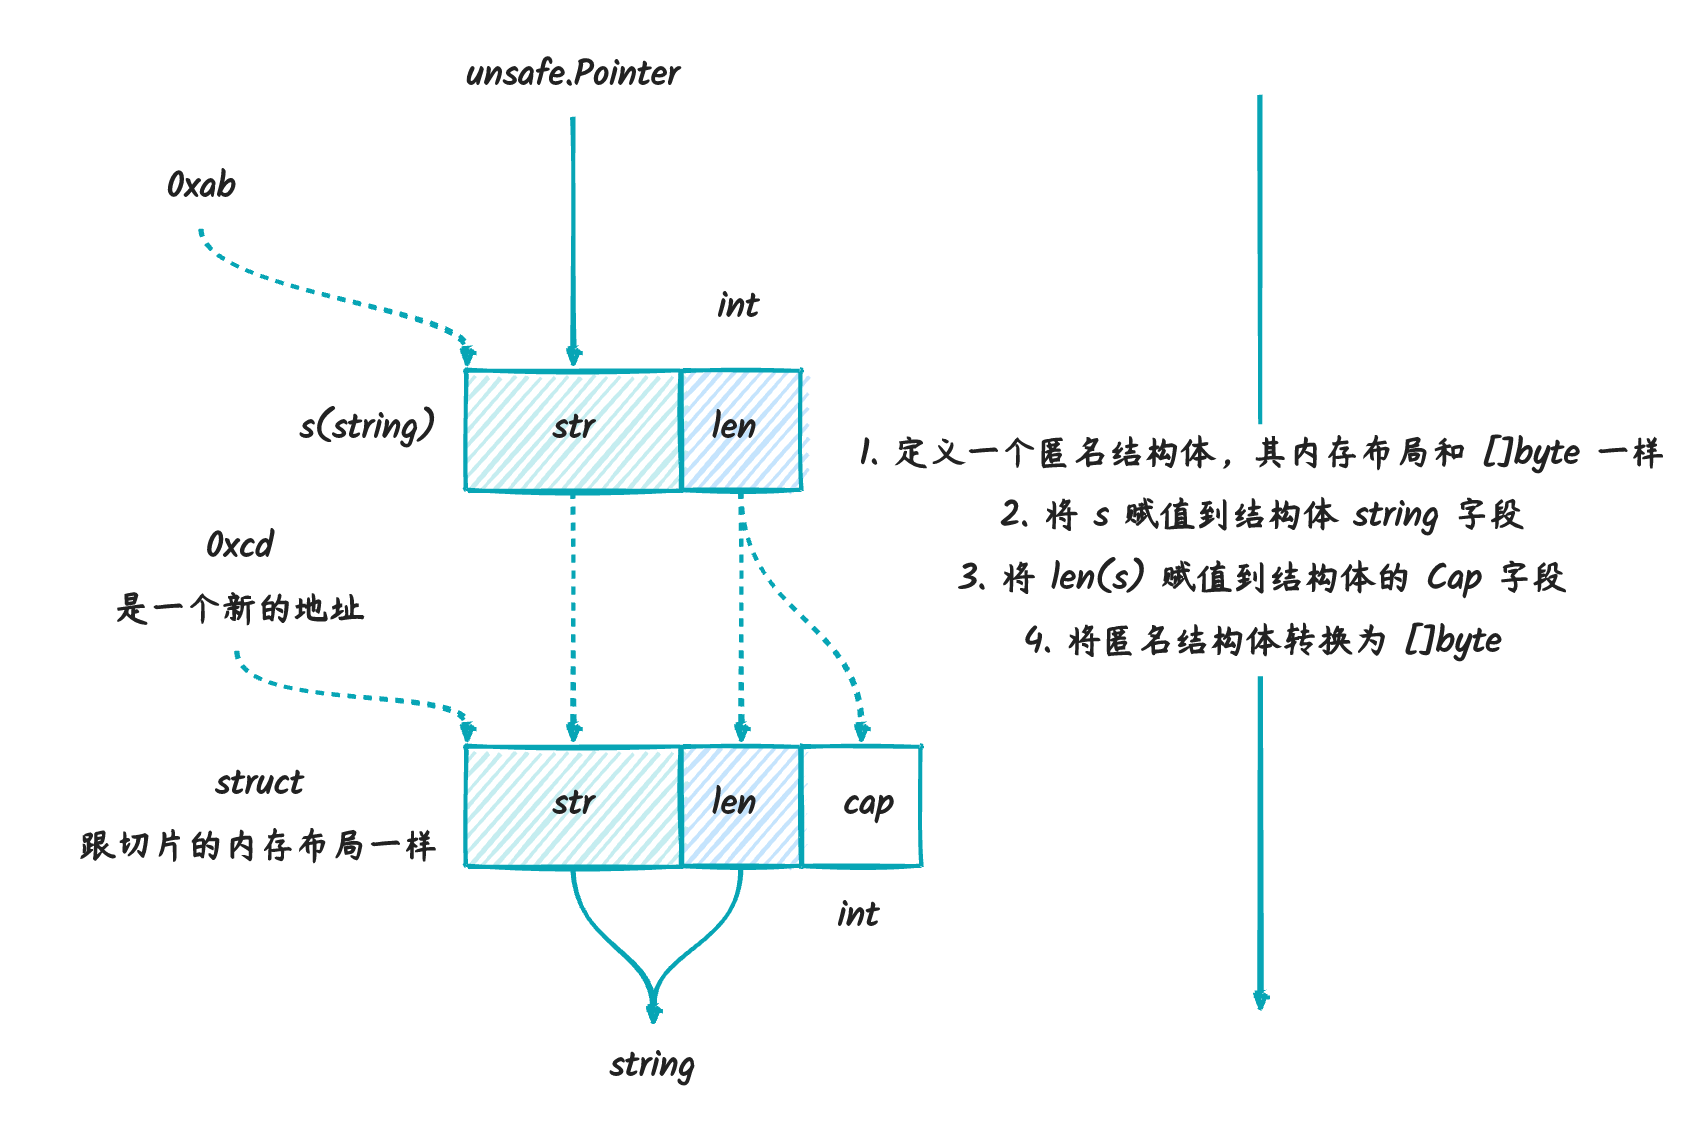 unsafe.Pointer
0xab
int
s(string)
str
len
1. 定义一个匿名结构体，其内存布局和 []byte 一样
2. 将 s 赋值到结构体 string 字段
3. 将 len(s) 赋值到结构体的 Cap 字段
4. 将匿名结构体转换为 []byte
0xcd
是一个新的地址
struct
跟切片的内存布局一样
str
len
cap
int
string